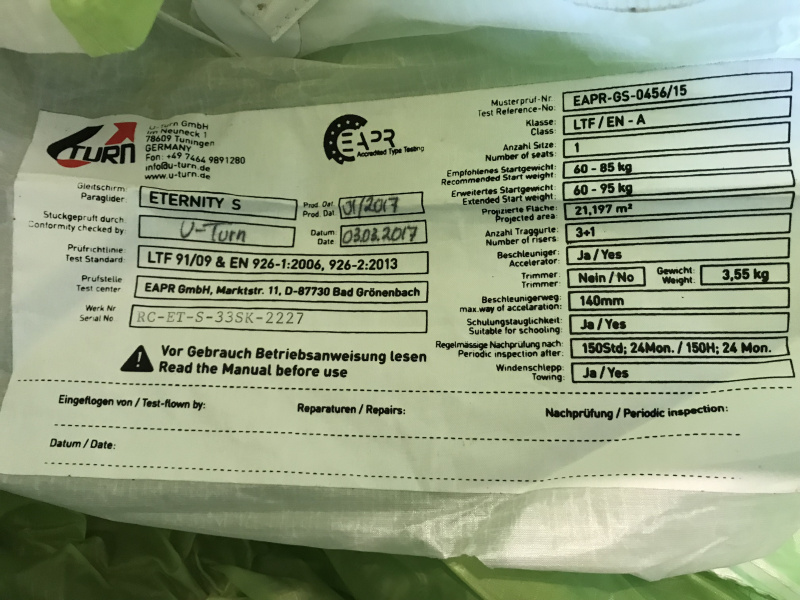 TURN
U-Turn GmbH
Im Neuneck 1
78609 Tuningen
GERMANY
Fon: +49 7464 9891280
info@u-turn.de
www.u-turn.de
EAPR
Accredited Type Testing
Gleitschirm:
Paraglider:
ETERNITY S
Prod. Dat.
Prod. Dat.
01/2017
Stückgeprüft durch:
Conformity checked by
U-Turn
Datum
Date
03.03.2017
Prüfrichtlinie:
Test Standard:
LTF 91/09 & EN 926-1:2006, 926-2:2013
Prüfstelle
Test center
EAPR GmbH, Marktstr. 11, D-87730 Bad Grönenbach
Werk Nr
Serial No.
RC-ET-S-33SK-2227
Vor Gebrauch Betriebsanweisung lesen
Read the Manual before use
Musterpruf-Nr.
Test Reference-No.
EAPR-GS-0456/15
Klasse:
Class:
LTF / EN - A
Anzahl Sitze:
Number of seats:
1
Empfohlenes Startgewicht:
Recommended Start weight:
60 - 85 kg
Erweitertes Startgewicht:
Extended Start weight:
60 - 95 kg
Projizierte Fläche:
Projected area:
21,197 m²
Anzahl Traggurte:
Number of risers:
3+1
Beschleuniger:
Accelerator:
Ja / Yes
Trimmer:
Trimmer:
Nein / No
Gewicht:
Weight:
3,55 kg
Beschleunigerweg:
max.way of accelaration:
140mm
Schulungstauglichkeit:
Suitable for schooling:
Ja / Yes
Regelmässige Nachprüfung nach:
Periodic inspection after:
150Std; 24Mon. / 150H; 24 Mon.
Windenschlepp:
Towing:
Ja / Yes
Eingeflogen von / Test-flown by:
Reparaturen / Repairs:
Nachprüfung / Periodic inspection:
Datum / Date: